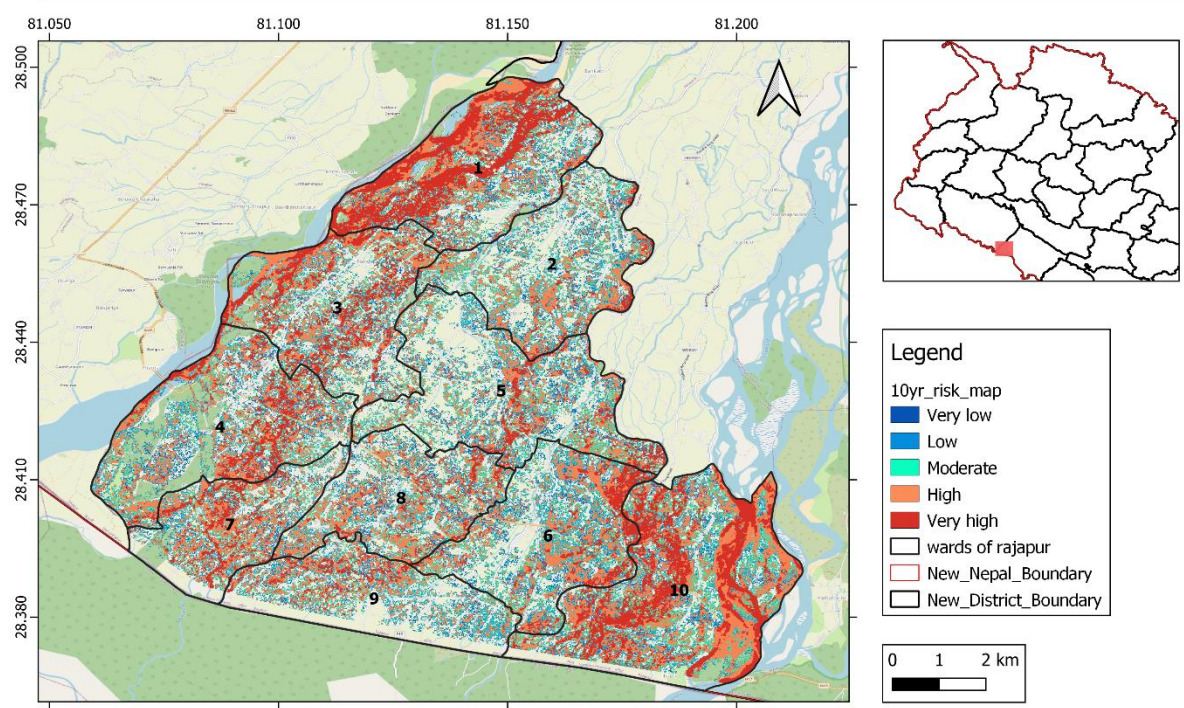 81.050 81.100 81.150 81.200
28.500
28.470
28.440
28.410
28.380
1
2
3
5
4
8
7
6
10
9
Legend
10yr_risk_map
Very low
Low
Moderate
High
Very high
wards of rajapur
New_Nepal_Boundary
New_District_Boundary
0 1 2 km